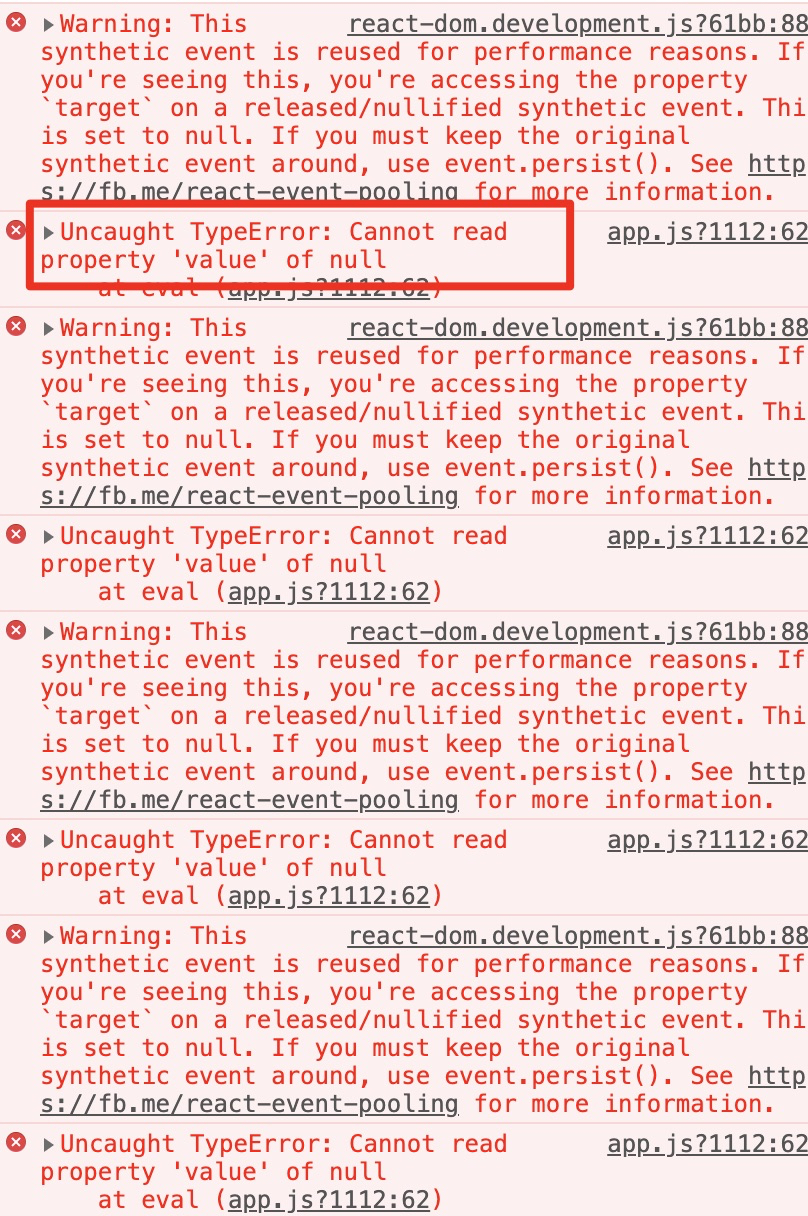 Warning: This react-dom.development.js?61bb:88
synthetic event is reused for performance reasons. If
you're seeing this, you're accessing the property
`target` on a released/nullified synthetic event. Thi
is set to null. If you must keep the original
synthetic event around, use event.persist(). See http
s://fb.me/react-event-pooling for more information.
Uncaught TypeError: Cannot read app.js?1112:62
property 'value' of null
at eval (app.js?1112:62)
Warning: This react-dom.development.js?61bb:88
synthetic event is reused for performance reasons. If
you're seeing this, you're accessing the property
`target` on a released/nullified synthetic event. Thi
is set to null. If you must keep the original
synthetic event around, use event.persist(). See http
s://fb.me/react-event-pooling for more information.
Uncaught TypeError: Cannot read app.js?1112:62
property 'value' of null
at eval (app.js?1112:62)
Warning: This react-dom.development.js?61bb:88
synthetic event is reused for performance reasons. If
you're seeing this, you're accessing the property
`target` on a released/nullified synthetic event. Thi
is set to null. If you must keep the original
synthetic event around, use event.persist(). See http
s://fb.me/react-event-pooling for more information.
Uncaught TypeError: Cannot read app.js?1112:62
property 'value' of null
at eval (app.js?1112:62)
Warning: This react-dom.development.js?61bb:88
synthetic event is reused for performance reasons. If
you're seeing this, you're accessing the property
`target` on a released/nullified synthetic event. Thi
is set to null. If you must keep the original
synthetic event around, use event.persist(). See http
s://fb.me/react-event-pooling for more information.
Uncaught TypeError: Cannot read app.js?1112:62
property 'value' of null
at eval (app.js?1112:62)